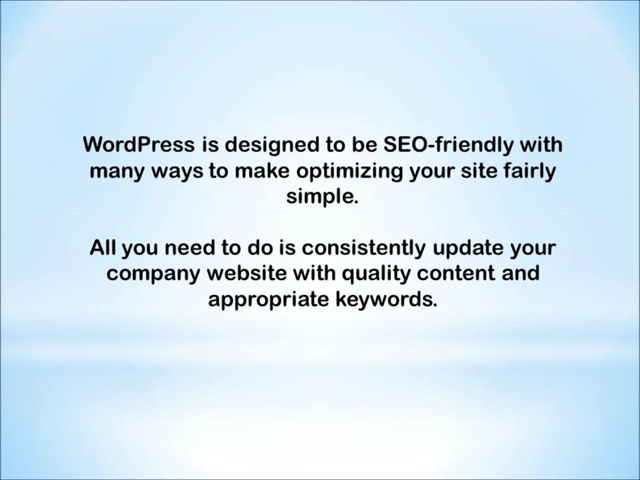 WordPress is designed to be SEO-friendly with
many ways to make optimizing your site fairly
simple.
All you need to do is consistently update your
company website with quality content and
appropriate keywords.